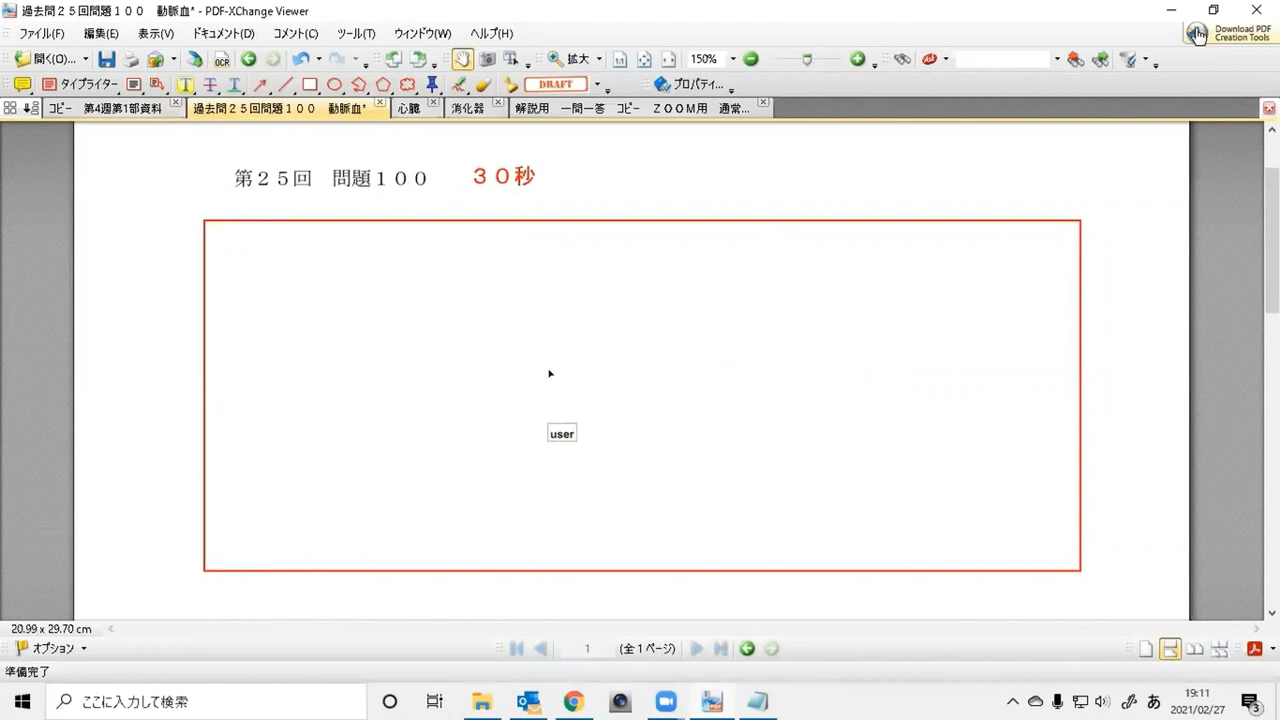 過去問２５回問題１００　動脈血* - PDF-XChange Viewer
ファイル(F) 編集(E) 表示(V) ドキュメント(D) コメント(C) ツール(T) ウィンドウ(W) ヘルプ(H)
Download PDF
Creation Tools
開く(O)... OCR 拡大 150%
タイプライター T T T DRAFT プロパティ...
コピー　第4週第1部資料 過去問２５回問題１００　動脈血* 心臓 消化器 解説用　一問一答　コピー　ＺＯＯＭ用　通常...
第２５回　問題１００ ３０秒
user
20.99 x 29.70 cm
オプション 1 (全 1 ページ)
準備完了
ここに入力して検索 あ 19:11
2021/02/27 3